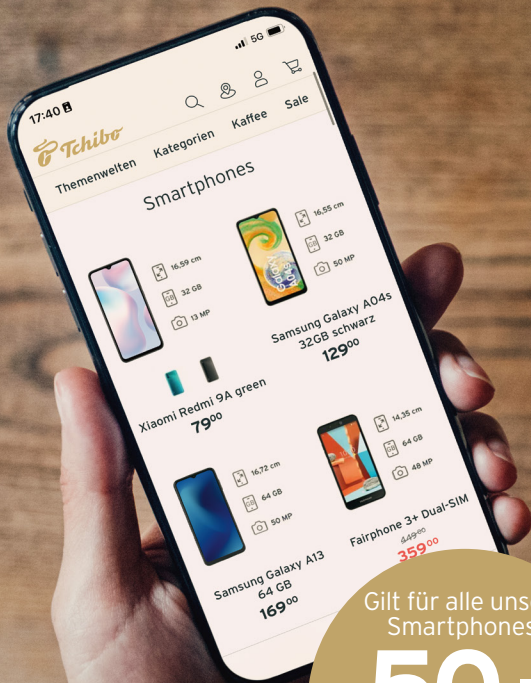 17:40
5G
Tchibo
Themenwelten Kategorien Kaffee Sale
Smartphones
16,59 cm
32 GB
13 MP
Xiaomi Redmi 9A green
79⁰⁰
16,55 cm
32 GB
50 MP
Samsung Galaxy A04s
32GB schwarz
129⁰⁰
16,72 cm
64 GB
50 MP
Samsung Galaxy A13
64 GB
169⁰⁰
14,35 cm
64 GB
48 MP
Fairphone 3+ Dual-SIM
449⁰⁰
359⁰⁰
Gilt für alle
Smartphones